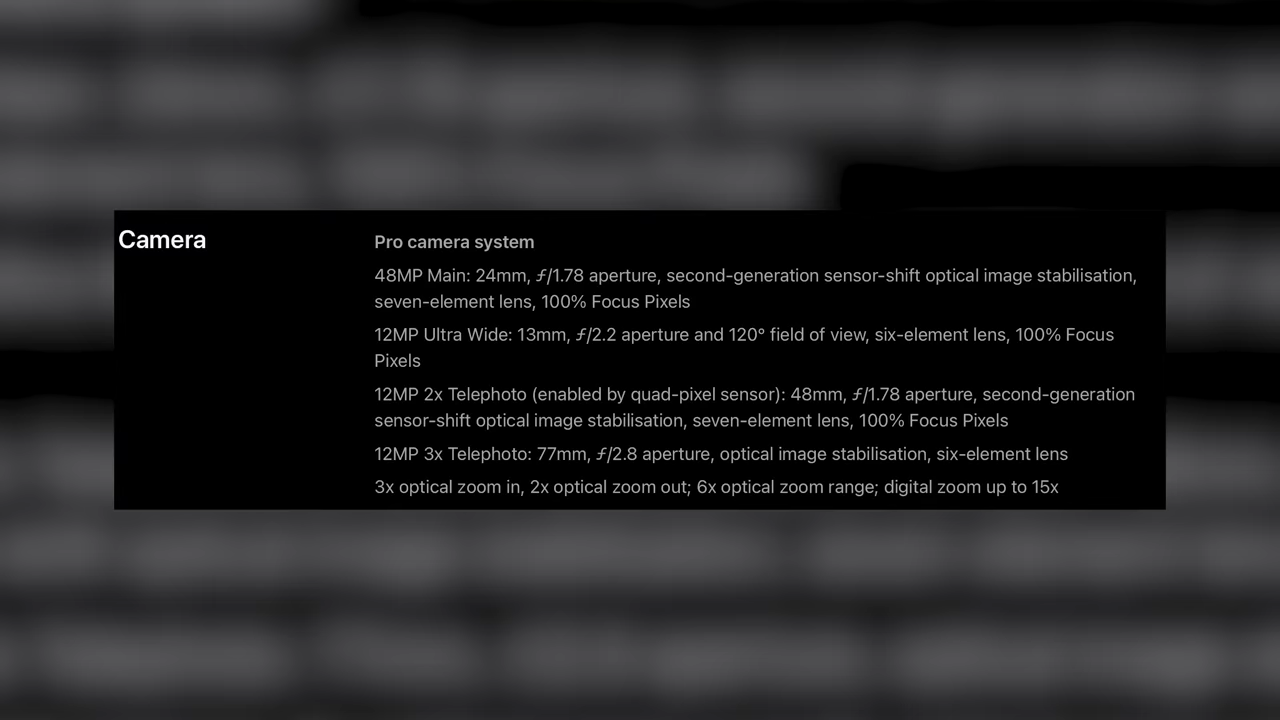 Camera
Pro camera system
48MP Main: 24mm, ƒ/1.78 aperture, second-generation sensor-shift optical image stabilisation,
seven-element lens, 100% Focus Pixels
12MP Ultra Wide: 13mm, ƒ/2.2 aperture and 120° field of view, six-element lens, 100% Focus
Pixels
12MP 2x Telephoto (enabled by quad-pixel sensor): 48mm, ƒ/1.78 aperture, second-generation
sensor-shift optical image stabilisation, seven-element lens, 100% Focus Pixels
12MP 3x Telephoto: 77mm, ƒ/2.8 aperture, optical image stabilisation, six-element lens
3x optical zoom in, 2x optical zoom out; 6x optical zoom range; digital zoom up to 15x